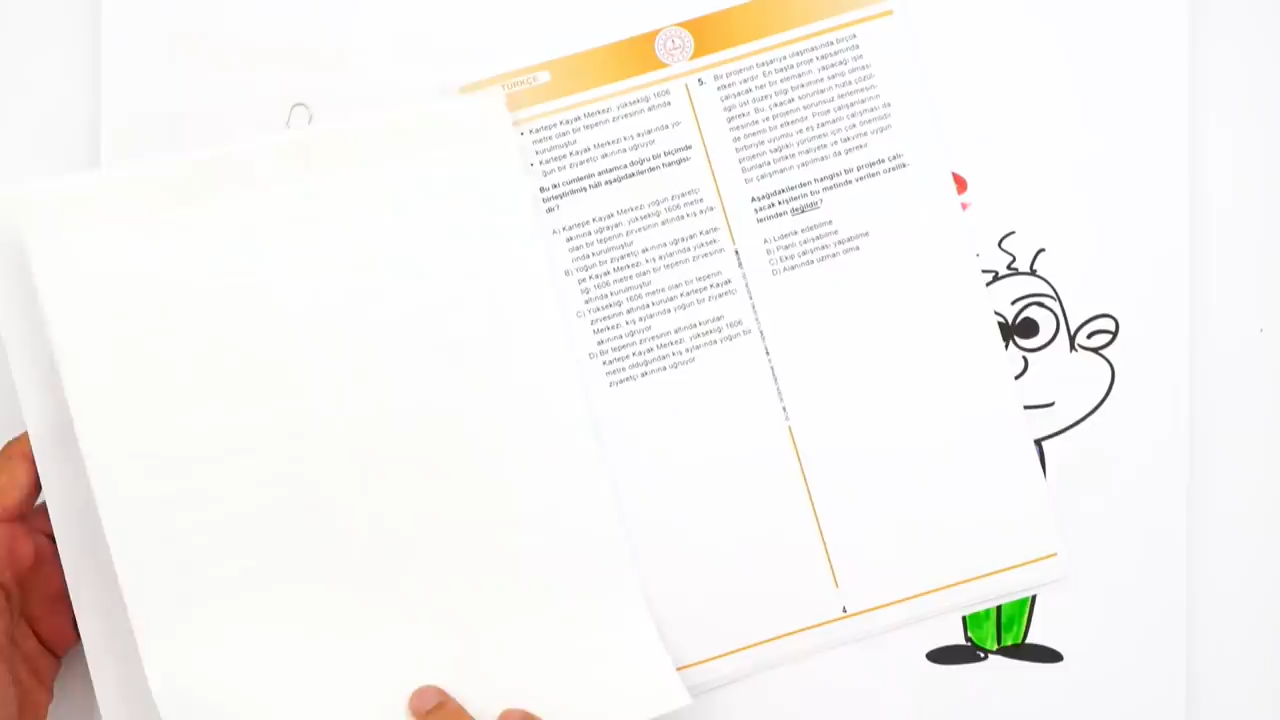 TÜRKÇE
• Kartepe Kayak Merkezi, yüksekliği 1606
metre olan bir tepenin zirvesinin altında
kurulmuştur.
• Kartepe Kayak Merkezi kış aylarında yo-
ğun bir ziyaretçi akınına uğruyor.
Bu iki cümlenin anlamca doğru bir biçimde
birleştirilmiş hâli aşağıdakilerden hangisi-
dir?
A) Kartepe Kayak Merkezi yoğun ziyaretçi
akınına uğrayan, yüksekliği 1606 metre
olan bir tepenin zirvesinin altında kış ayla-
rında kurulmuştur.
B) Yoğun bir ziyaretçi akınına uğrayan Karte-
pe Kayak Merkezi, kış aylarında yüksek-
liği 1606 metre olan bir tepenin zirvesinin
altında kurulmuştur.
C) Yüksekliği 1606 metre olan bir tepenin
zirvesinin altında kurulan Kartepe Kayak
Merkezi, kış aylarında yoğun bir ziyaretçi
akınına uğruyor.
D) Bir tepenin zirvesinin altında kurulan
Kartepe Kayak Merkezi, yüksekliği 1606
metre olduğundan kış aylarında yoğun bir
ziyaretçi akınına uğruyor.
5. Bir projenin başarıya ulaşmasında birçok
etken vardır. En başta proje kapsamında
çalışacak her bir elemanın, yapacağı işle
ilgili üst düzey bilgi birikimine sahip olması
gerekir. Bu, çıkacak sorunların hızla çözül-
mesinde ve projenin sorunsuz ilerlemesin-
de önemli bir etkendir. Proje çalışanlarının
birbiriyle uyumlu ve eş zamanlı çalışması da
projenin sağlıklı yürümesi için çok önemlidir.
Bunlarla birlikte maliyete ve takvime uygun
bir çalışmanın yapılması da gerekir.
Aşağıdakilerden hangisi bir projede çalı-
şacak kişilerin bu metinde verilen özellik-
lerinden değildir?
A) Liderlik edebilme
B) Planlı çalışabilme
C) Ekip çalışması yapabilme
D) Alanında uzman olma
4